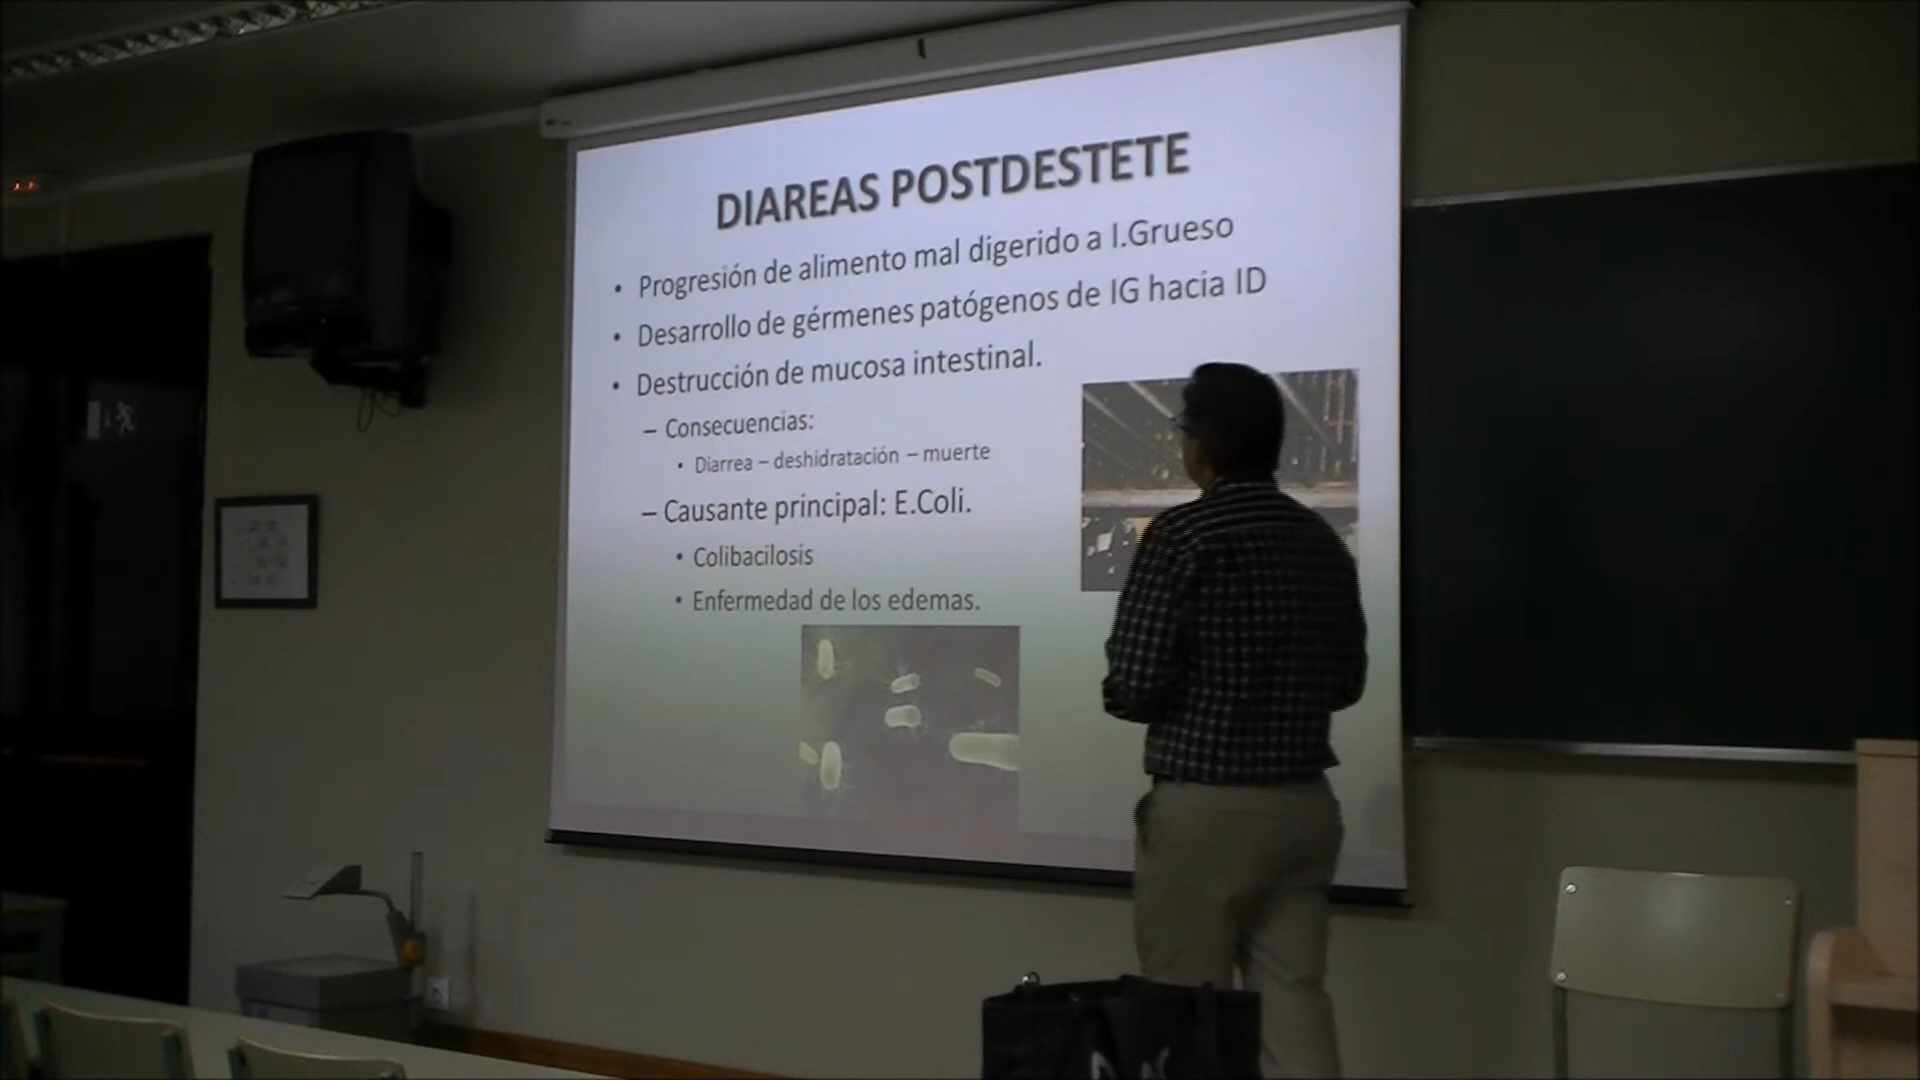 DIAREAS POSTDESTETE
• Progresión de alimento mal digerido a I.Grueso
• Desarrollo de gérmenes patógenos de IG hacia ID
• Destrucción de mucosa intestinal.
– Consecuencias:
• Diarrea – deshidratación – muerte
– Causante principal: E.Coli.
• Colibacilosis
• Enfermedad de los edemas.